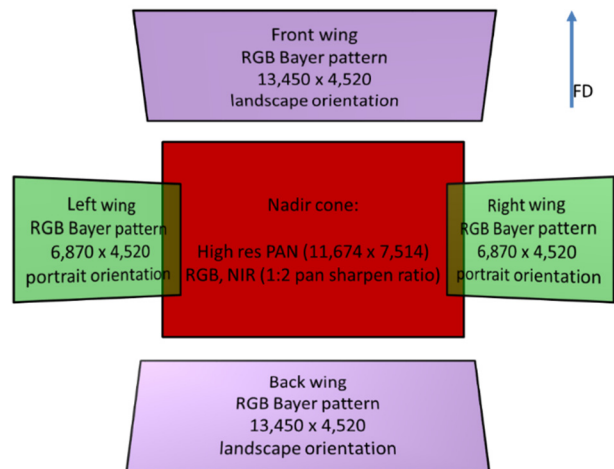 Front wing
RGB Bayer pattern
13,450 x 4,520
landscape orientation
FD
Left wing
RGB Bayer pattern
6,870 x 4,520
portrait orientation
Nadir cone:
High res PAN (11,674 x 7,514)
RGB, NIR (1:2 pan sharpen ratio)
Right wing
RGB Bayer pattern
6,870 x 4,520
portrait orientation
Back wing
RGB Bayer pattern
13,450 x 4,520
landscape orientation